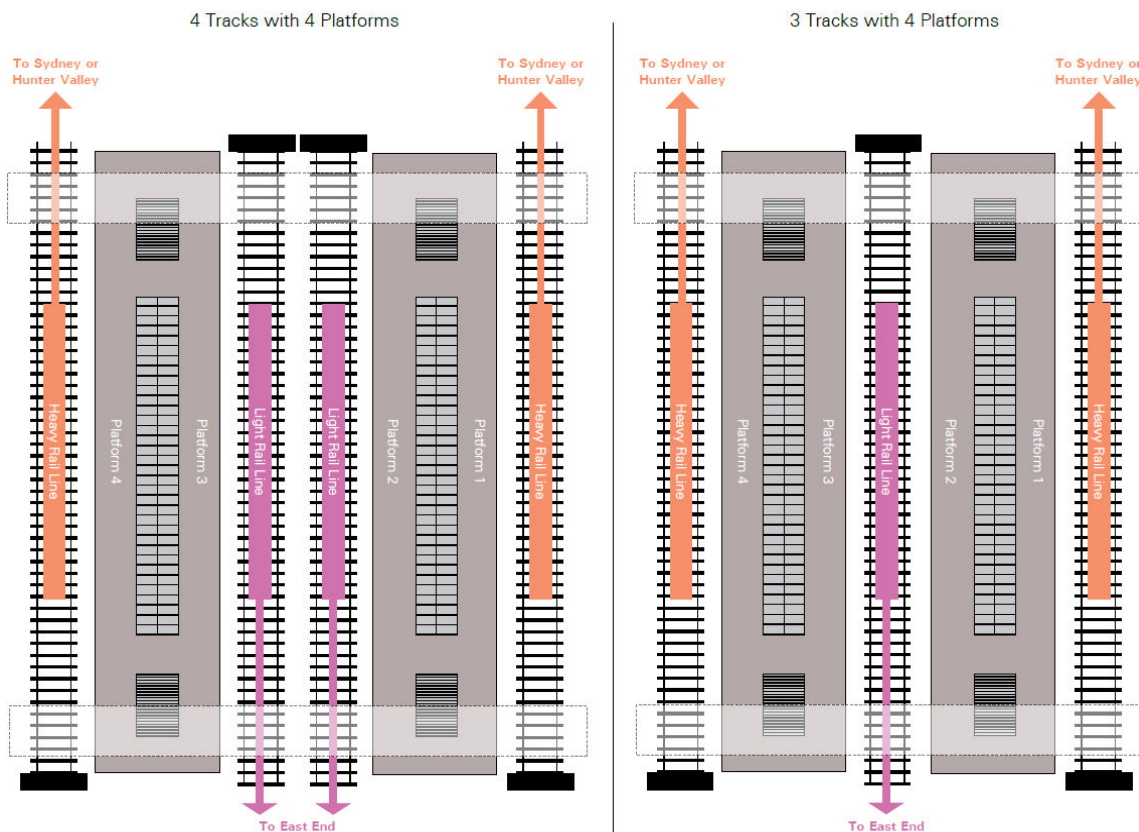 4 Tracks with 4 Platforms
To Sydney or
Hunter Valley
To Sydney or
Hunter Valley
Heavy Rail Line
Platform 4
Platform 3
Light Rail Line
Light Rail Line
Platform 2
Platform 1
Heavy Rail Line
To East End
3 Tracks with 4 Platforms
To Sydney or
Hunter Valley
To Sydney or
Hunter Valley
Heavy Rail Line
Platform 4
Platform 3
Light Rail Line
Platform 2
Platform 1
Heavy Rail Line
To East End